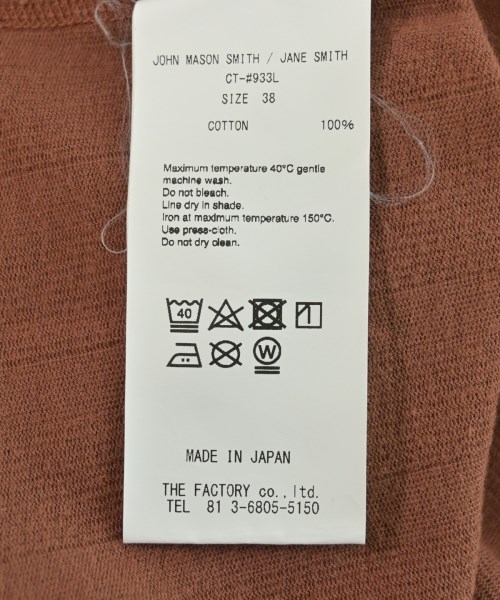 JOHN MASON SMITH / JANE SMITH
CT-#933L
SIZE 38
COTTON 100%
Maximum temperature 40°C gentle
machine wash.
Do not bleach.
Line dry in shade.
Iron at maximum temperature 150°C.
Use press-cloth.
Do not dry clean.
40
W
MADE IN JAPAN
THE FACTORY co.,ltd.
TEL 81 3-6805-5150